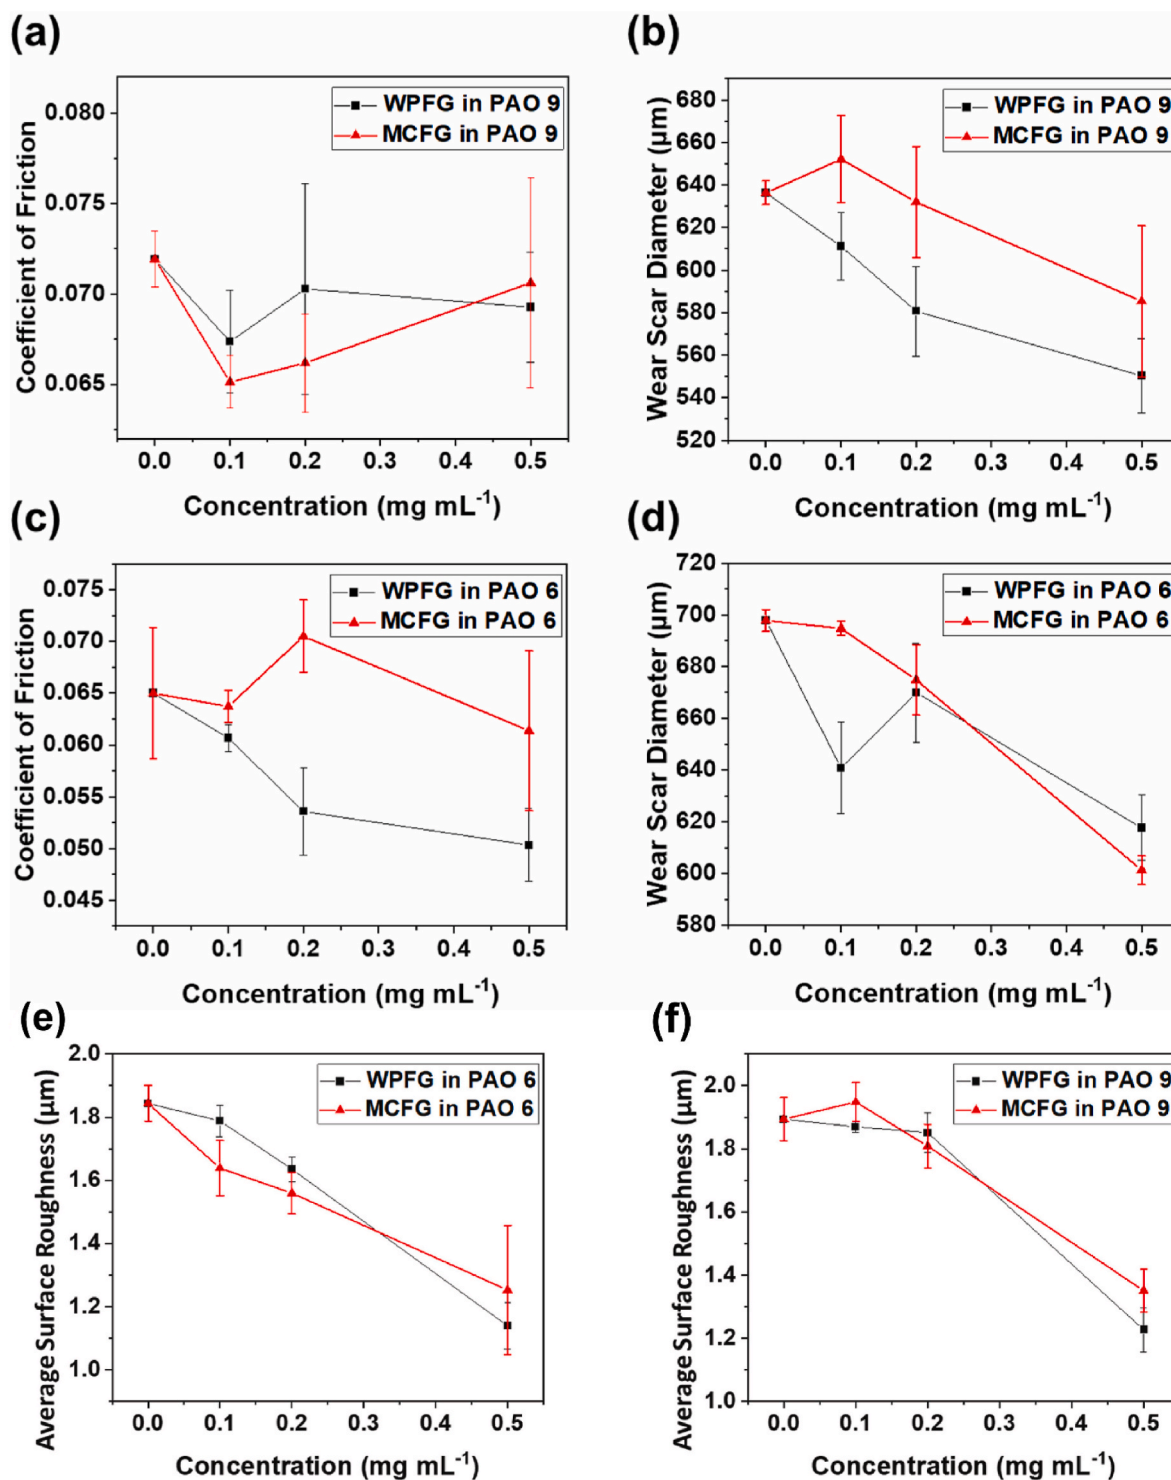 (a)
Coefficient of Friction
0.080
0.075
0.070
0.065
WPFG in PAO 9
MCFG in PAO 9
0.0 0.1 0.2 0.3 0.4 0.5
Concentration (mg mL⁻¹)
(b)
Wear Scar Diameter (µm)
680
660
640
620
600
580
560
540
520
WPFG in PAO 9
MCFG in PAO 9
0.0 0.1 0.2 0.3 0.4 0.5
Concentration (mg mL⁻¹)
(c)
Coefficient of Friction
0.075
0.070
0.065
0.060
0.055
0.050
0.045
WPFG in PAO 6
MCFG in PAO 6
0.0 0.1 0.2 0.3 0.4 0.5
Concentration (mg mL⁻¹)
(d)
Wear Scar Diameter (µm)
720
700
680
660
640
620
600
580
WPFG in PAO 6
MCFG in PAO 6
0.0 0.1 0.2 0.3 0.4 0.5
Concentration (mg mL⁻¹)
(e)
Average Surface Roughness (µm)
2.0
1.8
1.6
1.4
1.2
1.0
WPFG in PAO 6
MCFG in PAO 6
0.0 0.1 0.2 0.3 0.4 0.5
Concentration (mg mL⁻¹)
(f)
Average Surface Roughness (µm)
2.0
1.8
1.6
1.4
1.2
1.0
WPFG in PAO 9
MCFG in PAO 9
0.0 0.1 0.2 0.3 0.4 0.5
Concentration (mg mL⁻¹)